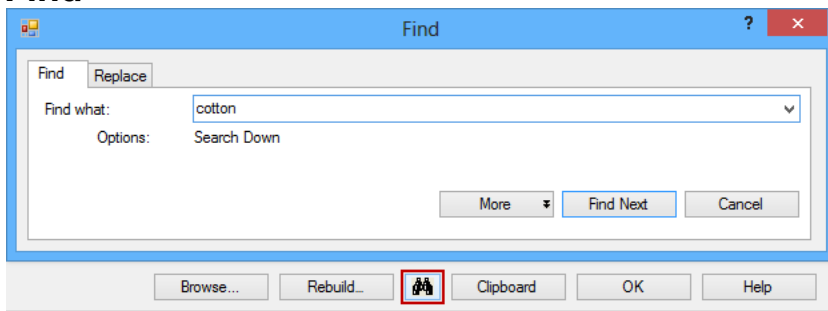 Find
? ×
Find Replace
Find what: cotton
Options: Search Down
More Find Next Cancel
Browse... Rebuild... Clipboard OK Help